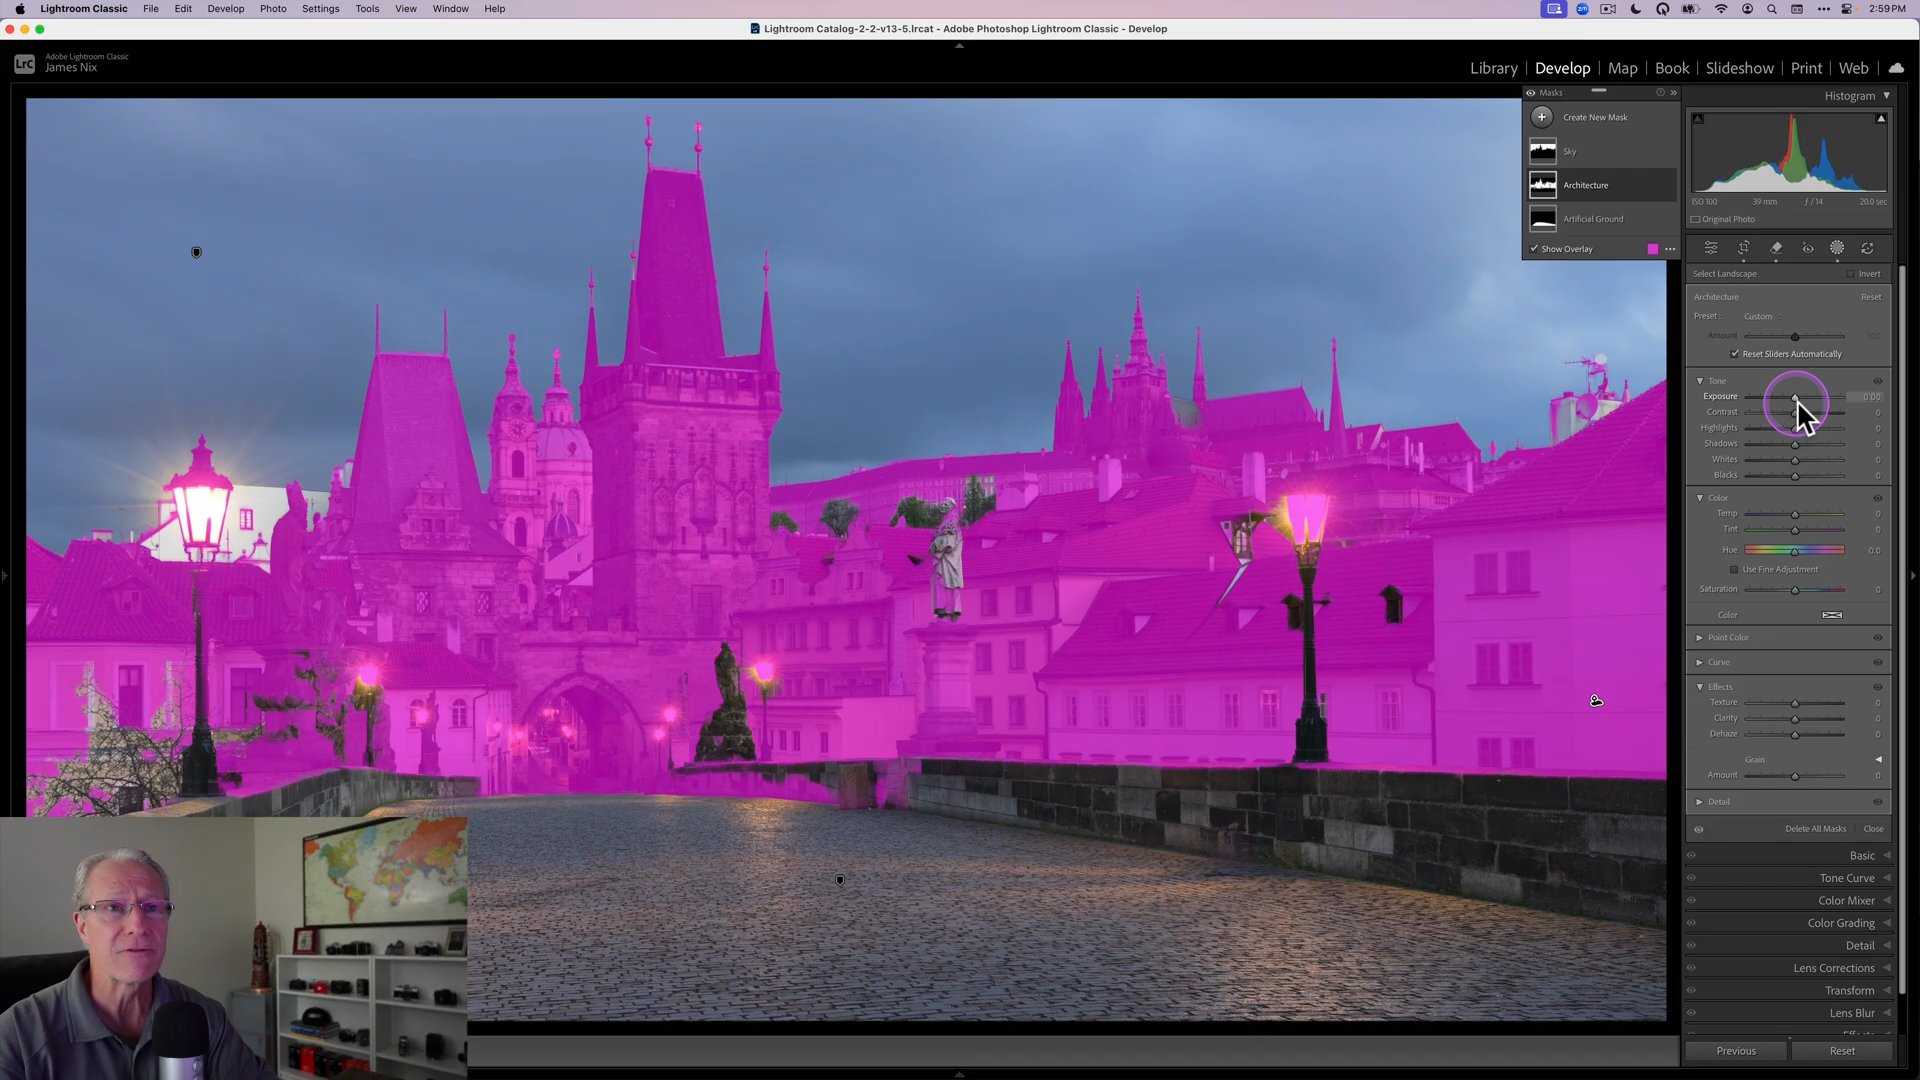 Lightroom Classic File Edit Develop Photo Settings Tools View Window Help
zm
2:59 PM
Lightroom Catalog-2-2-v13-5.lrcat - Adobe Photoshop Lightroom Classic - Develop
LrC
Adobe Lightroom Classic
James Nix
Library | Develop | Map | Book | Slideshow | Print | Web
Masks
Create New Mask
Sky
Architecture
Artificial Ground
Show Overlay
Histogram
ISO 100 39 mm ƒ / 14 20.0 sec
Original Photo
Select Landscape Invert
Architecture Reset
Preset : Custom
Amount 100
Reset Sliders Automatically
Tone
Exposure 0.00
Contrast 0
Highlights 0
Shadows 0
Whites 0
Blacks 0
Color
Temp 0
Tint 0
Hue 0.0
Use Fine Adjustment
Saturation 0
Color
Point Color
Curve
Effects
Texture 0
Clarity 0
Dehaze 0
Grain
Amount 0
Detail
Delete All Masks Close
Basic
Tone Curve
Color Mixer
Color Grading
Detail
Lens Corrections
Transform
Lens Blur
Previous Reset